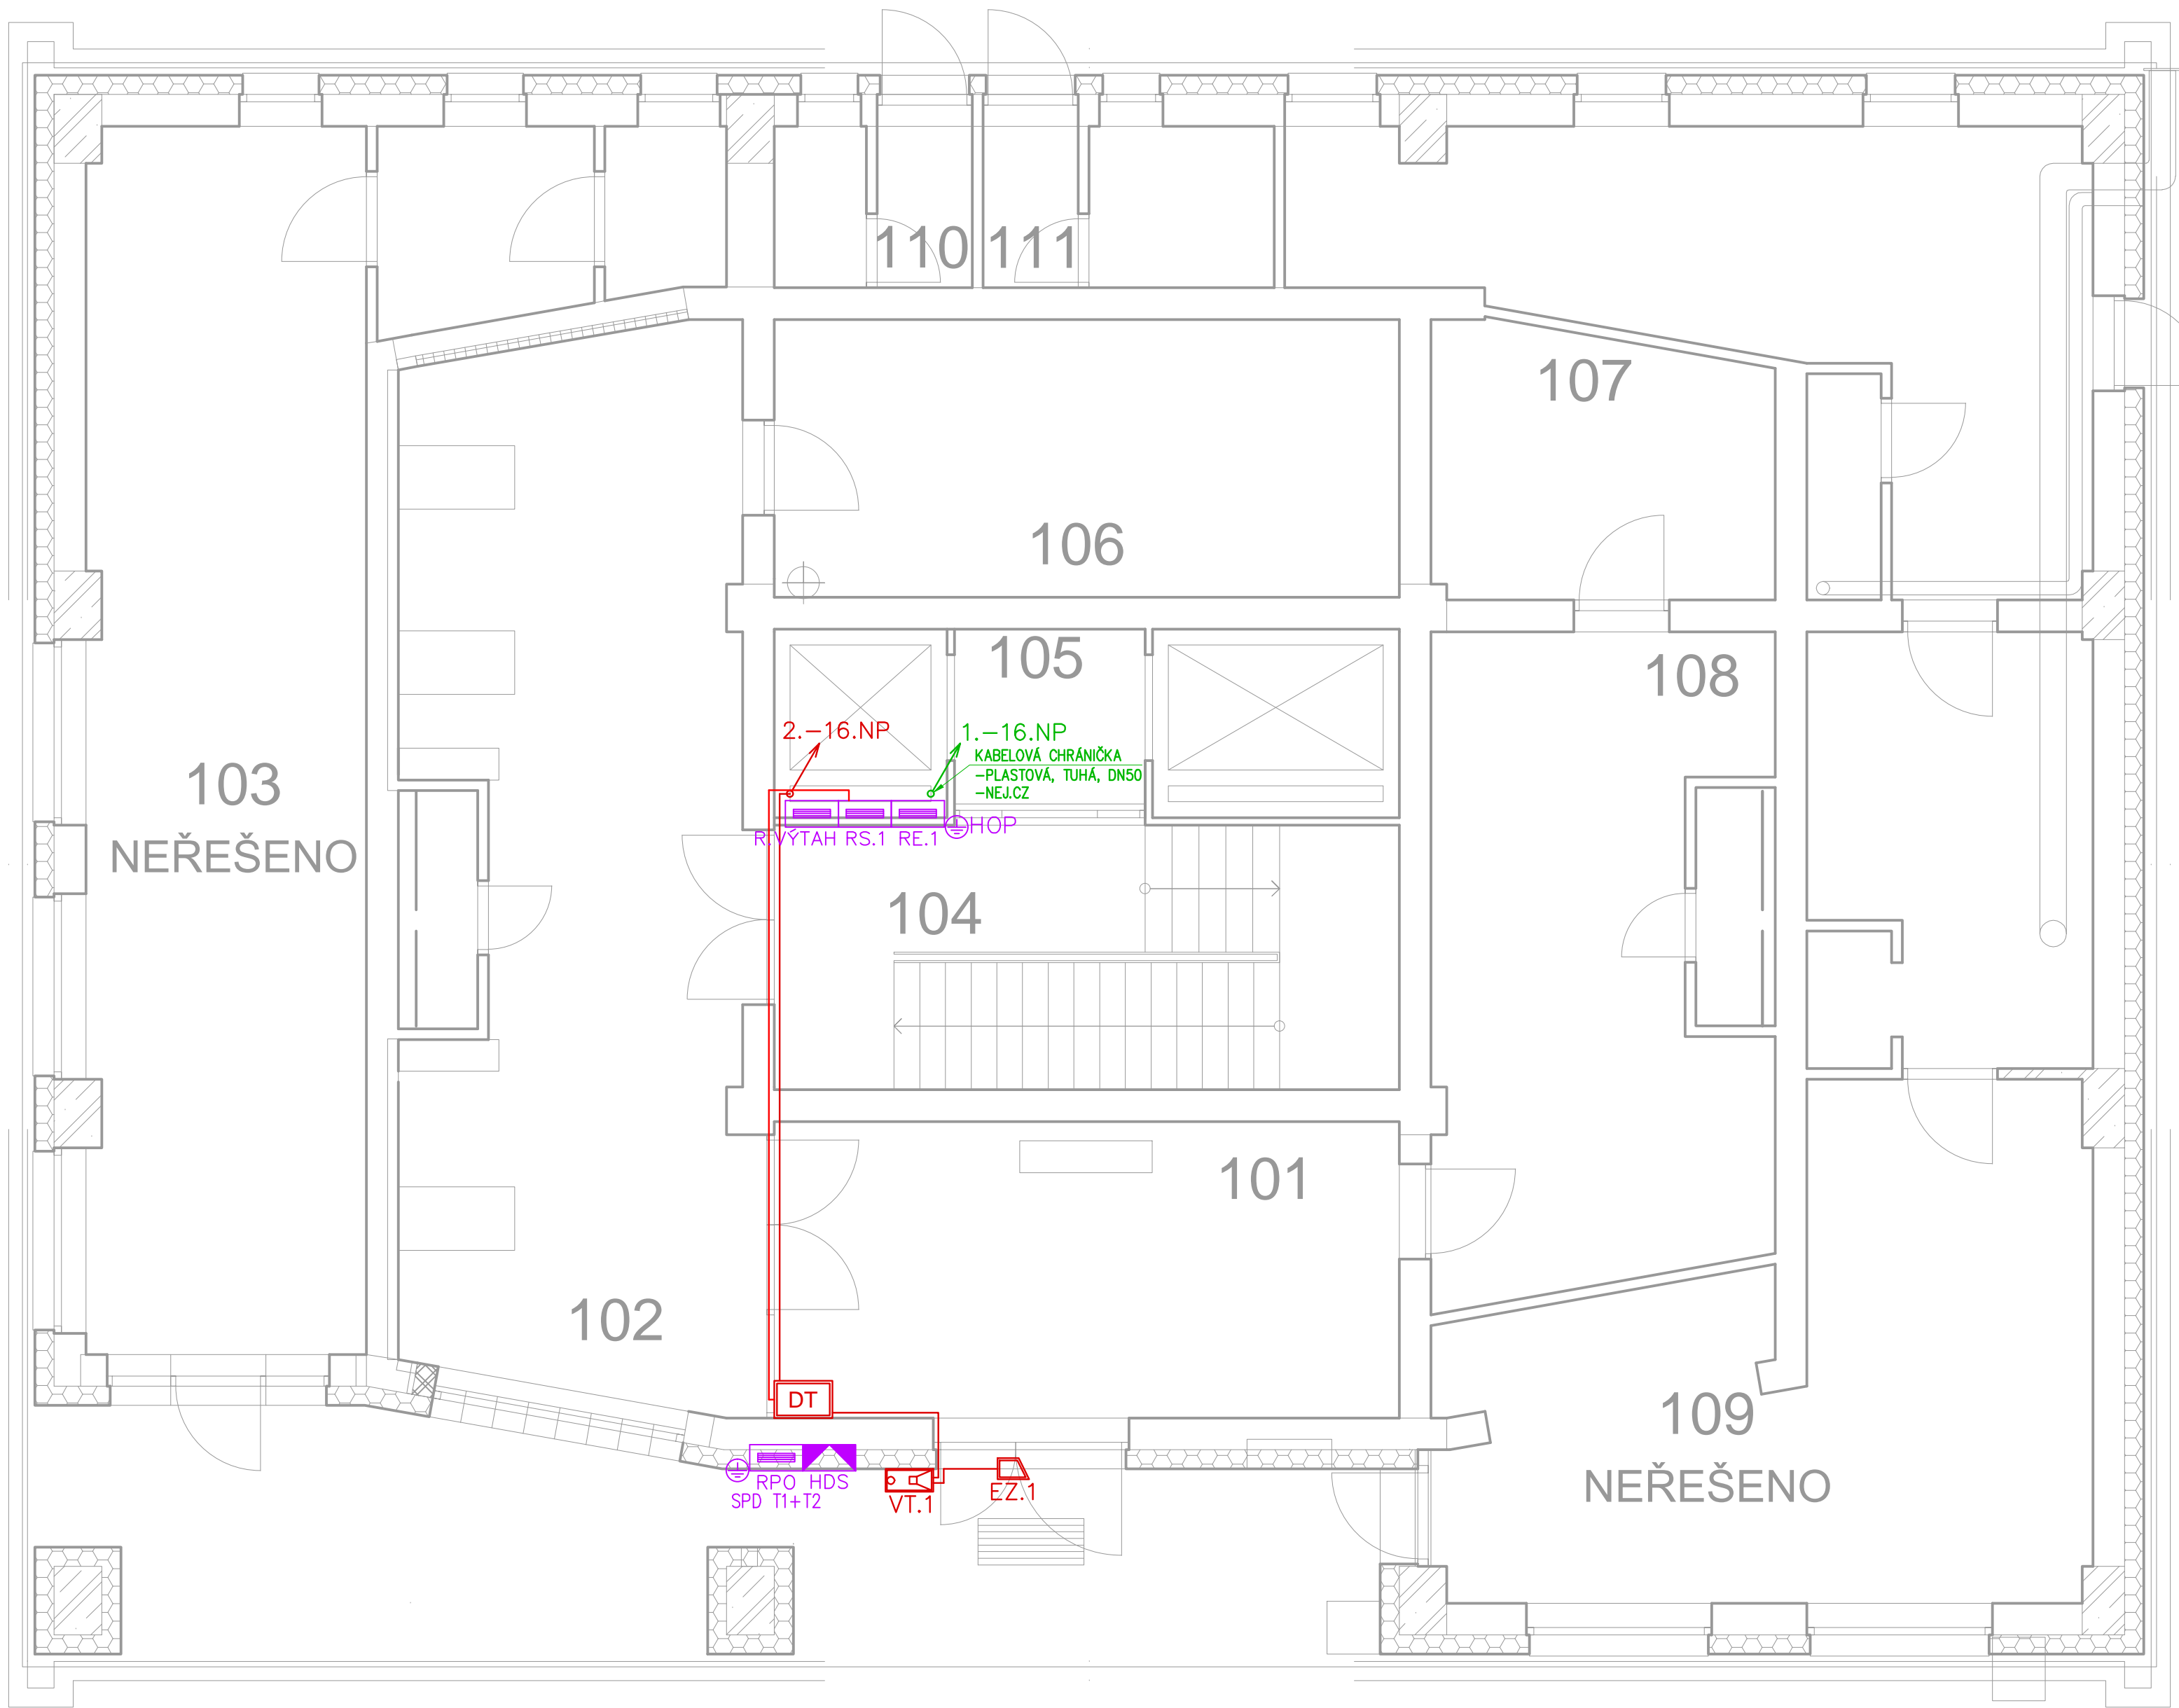 110
111
107
106
105
108
2.-16.NP
1.-16.NP
KABELOVÁ CHRÁNIČKA
-PLASTOVÁ, TUHÁ, DN50
-NEJ.CZ
103
NEŘEŠENO
R.VÝTAH RS.1 RE.1
HOP
104
101
102
DT
109
NEŘEŠENO
RPO HDS
SPD T1+T2
VT.1
EZ.1